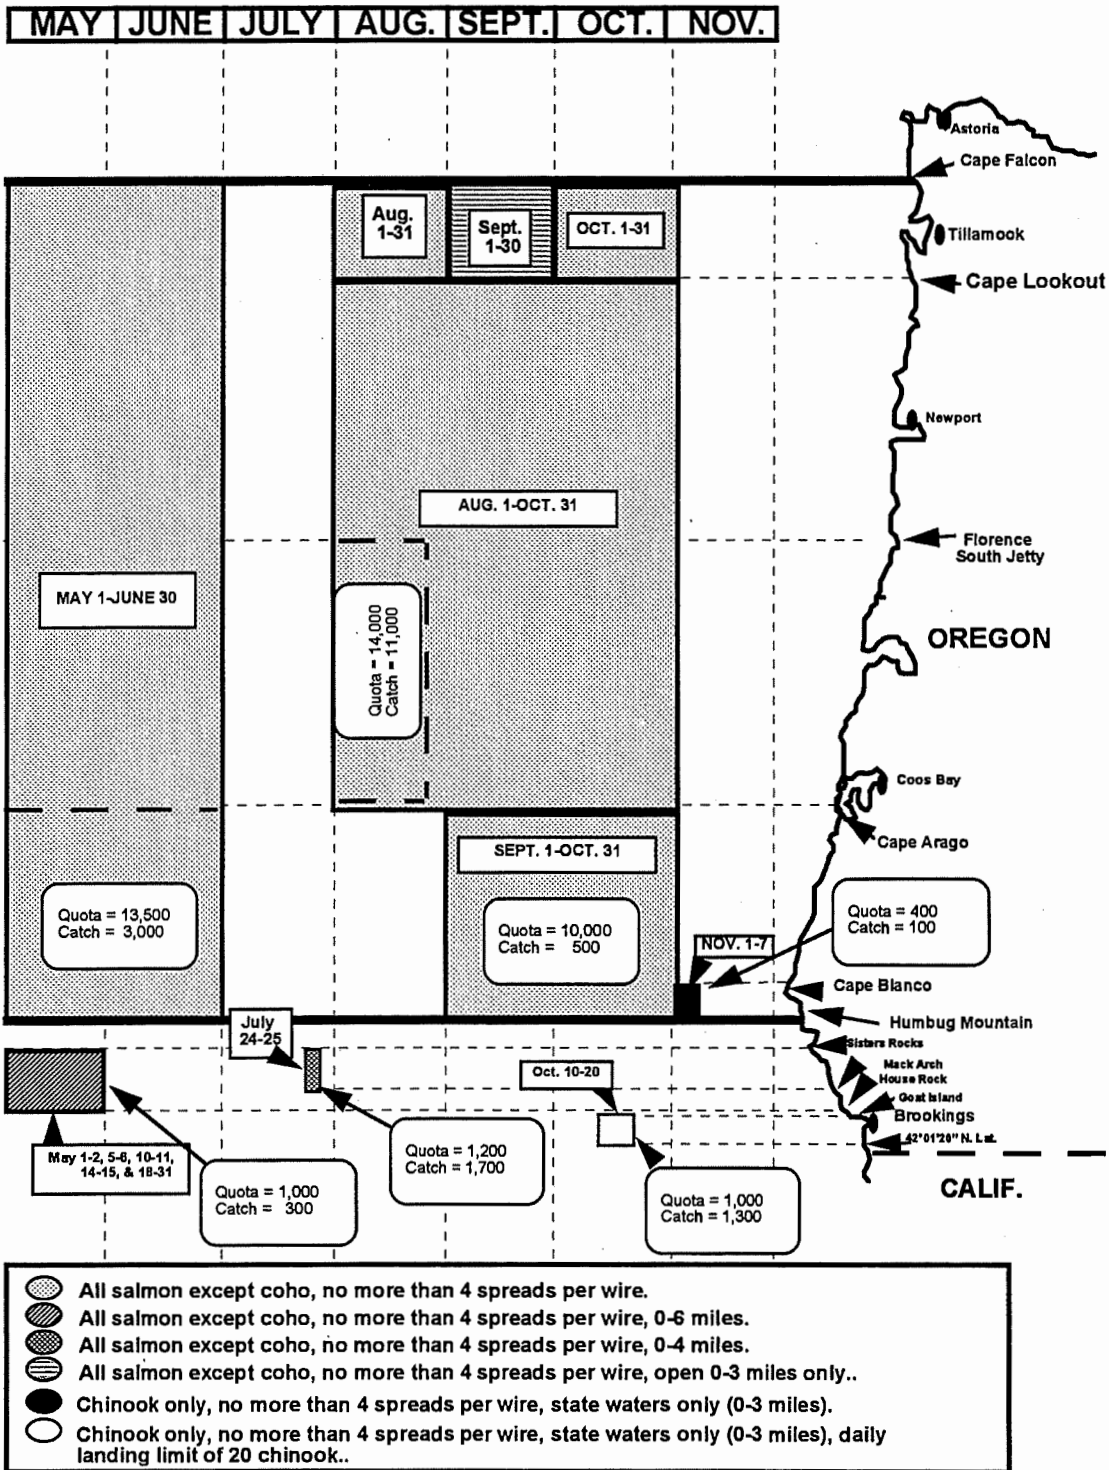 MAY JUNE JULY AUG. SEPT. OCT. NOV.
Astoria
Cape Falcon
Aug.
1-31
Sept.
1-30
OCT. 1-31
Tillamook
Cape Lookout
Newport
AUG. 1-OCT. 31
Florence
South Jetty
MAY 1-JUNE 30
Quota = 14,000
Catch = 11,000
OREGON
Coos Bay
Cape Arago
SEPT. 1-OCT. 31
Quota = 13,500
Catch = 3,000
Quota = 10,000
Catch = 500
Quota = 400
Catch = 100
NOV. 1-7
Cape Blanco
Humbug Mountain
July
24-25
Sisters Rocks
Mack Arch
House Rock
Goat Island
Brookings
42°01'20" N. Lat.
Oct. 10-20
May 1-2, 5-6, 10-11,
14-15, & 18-31
Quota = 1,200
Catch = 1,700
Quota = 1,000
Catch = 300
Quota = 1,000
Catch = 1,300
CALIF.
All salmon except coho, no more than 4 spreads per wire.
All salmon except coho, no more than 4 spreads per wire, 0-6 miles.
All salmon except coho, no more than 4 spreads per wire, 0-4 miles.
All salmon except coho, no more than 4 spreads per wire, open 0-3 miles only..
Chinook only, no more than 4 spreads per wire, state waters only (0-3 miles).
Chinook only, no more than 4 spreads per wire, state waters only (0-3 miles), daily
landing limit of 20 chinook..